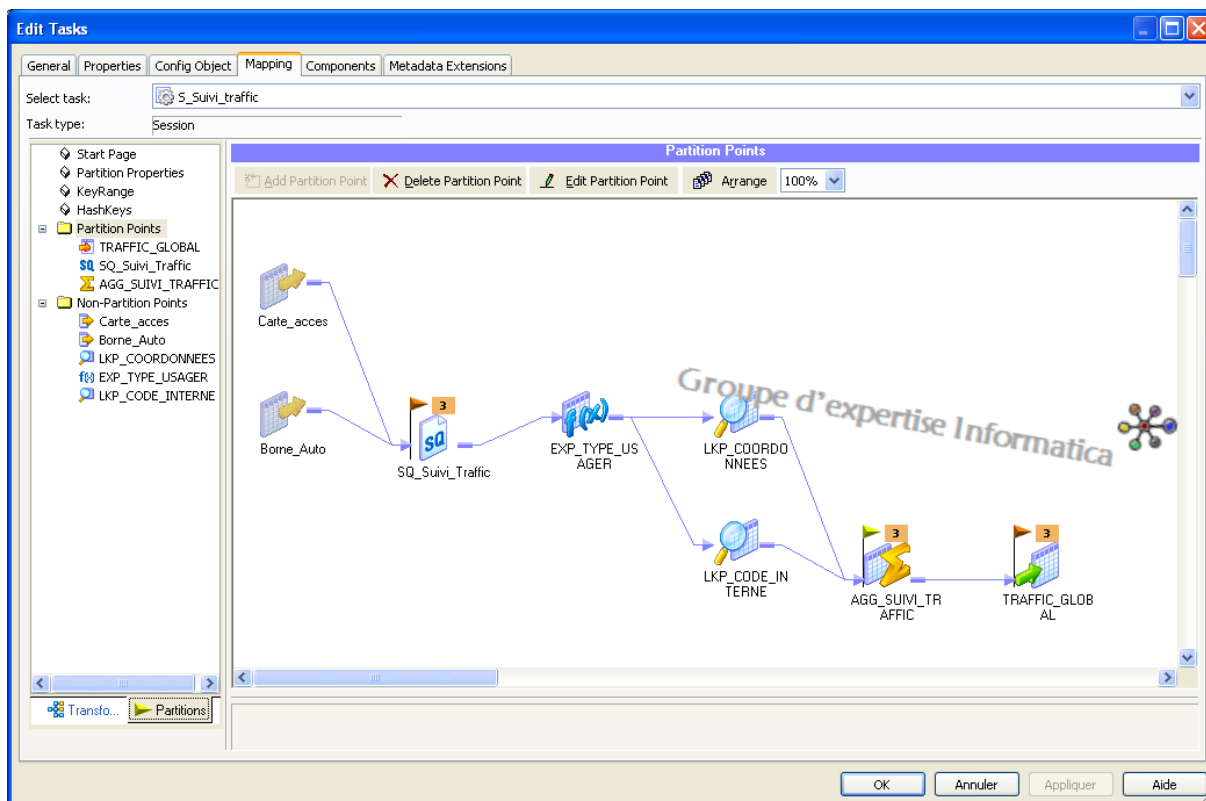 Edit Tasks
General Properties Config Object Mapping Components Metadata Extensions
Select task: S_Suivi_traffic
Task type: Session
Start Page
Partition Properties
KeyRange
HashKeys
Partition Points
TRAFFIC_GLOBAL
SQ SQ_Suivi_Traffic
AGG_SUIVI_TRAFFIC
Non-Partition Points
Carte_acces
Borne_Auto
LKP_COORDONNEES
f(x) EXP_TYPE_USAGER
LKP_CODE_INTERNE
Transfo... Partitions
Partition Points
Add Partition Point Delete Partition Point Edit Partition Point Arrange 100%
Carte_acces
Borne_Auto
3
SQ
SQ_Suivi_Traffic
f(x)
EXP_TYPE_US
AGER
LKP_COORDO
NNEES
Groupe d'expertise Informatica
LKP_CODE_IN
TERNE
3
AGG_SUIVI_TR
AFFIC
3
TRAFFIC_GLOB
AL
OK Annuler Appliquer Aide